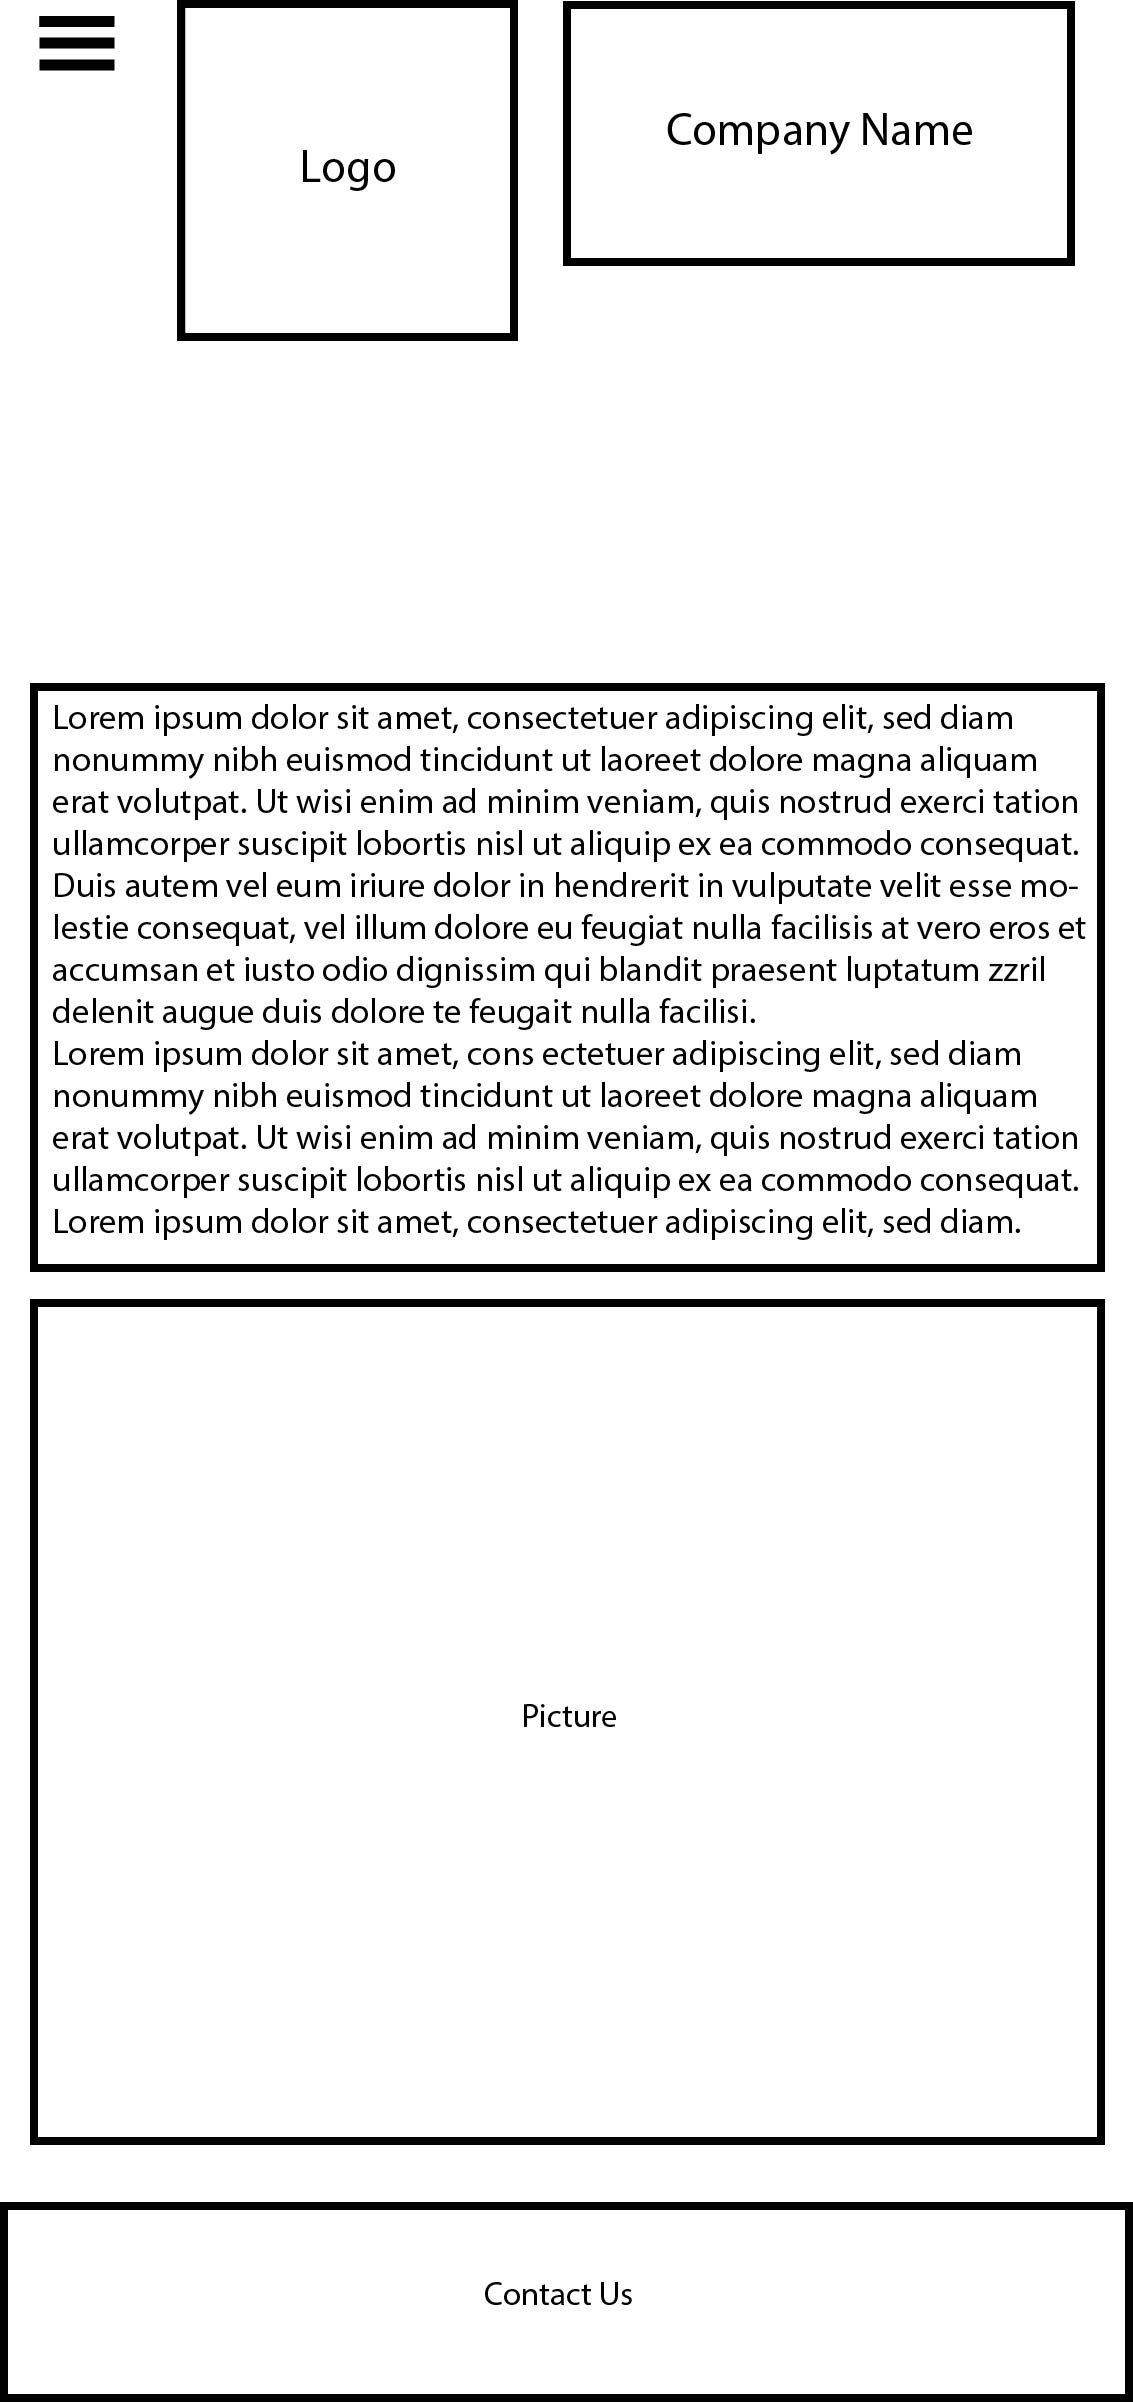 Logo
Company Name
Lorem ipsum dolor sit amet, consectetuer adipiscing elit, sed diam
nonummy nibh euismod tincidunt ut laoreet dolore magna aliquam
erat volutpat. Ut wisi enim ad minim veniam, quis nostrud exerci tation
ullamcorper suscipit lobortis nisl ut aliquip ex ea commodo consequat.
Duis autem vel eum iriure dolor in hendrerit in vulputate velit esse mo-
lestie consequat, vel illum dolore eu feugiat nulla facilisis at vero eros et
accumsan et iusto odio dignissim qui blandit praesent luptatum zzril
delenit augue duis dolore te feugait nulla facilisi.
Lorem ipsum dolor sit amet, cons ectetuer adipiscing elit, sed diam
nonummy nibh euismod tincidunt ut laoreet dolore magna aliquam
erat volutpat. Ut wisi enim ad minim veniam, quis nostrud exerci tation
ullamcorper suscipit lobortis nisl ut aliquip ex ea commodo consequat.
Lorem ipsum dolor sit amet, consectetuer adipiscing elit, sed diam.
Picture
Contact Us